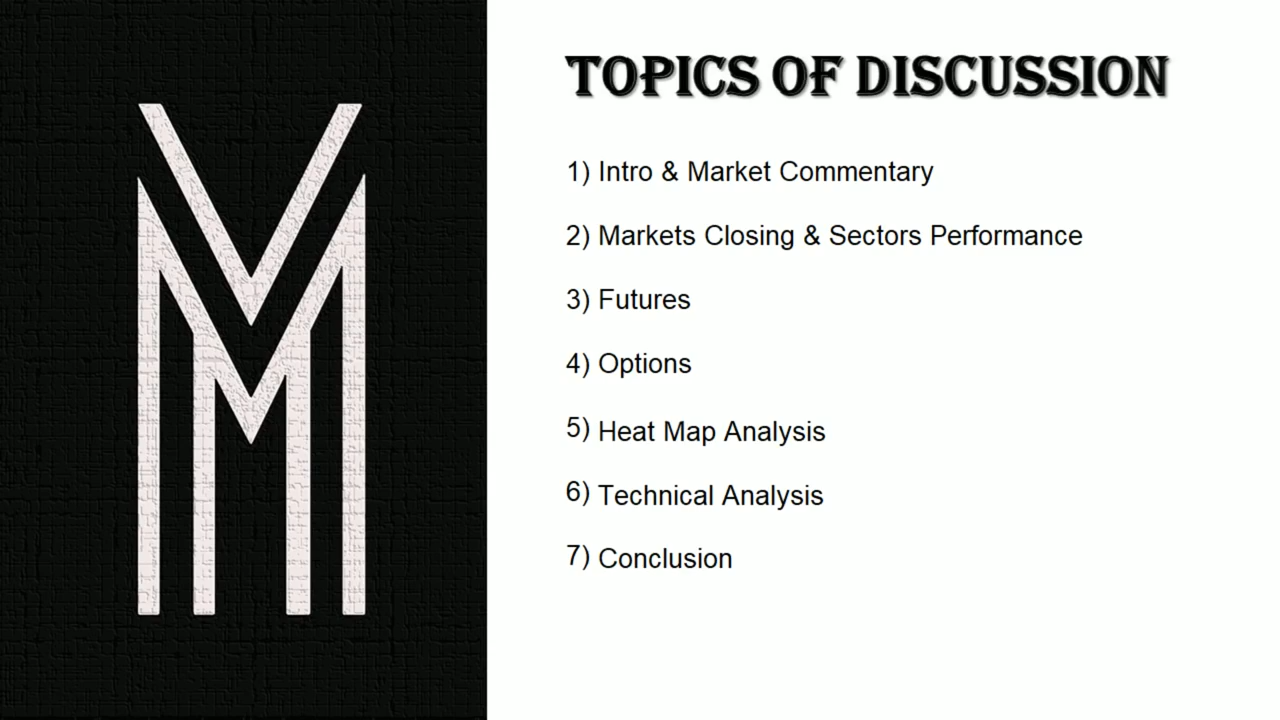 TOPICS OF DISCUSSION
1) Intro & Market Commentary
2) Markets Closing & Sectors Performance
3) Futures
4) Options
5) Heat Map Analysis
6) Technical Analysis
7) Conclusion